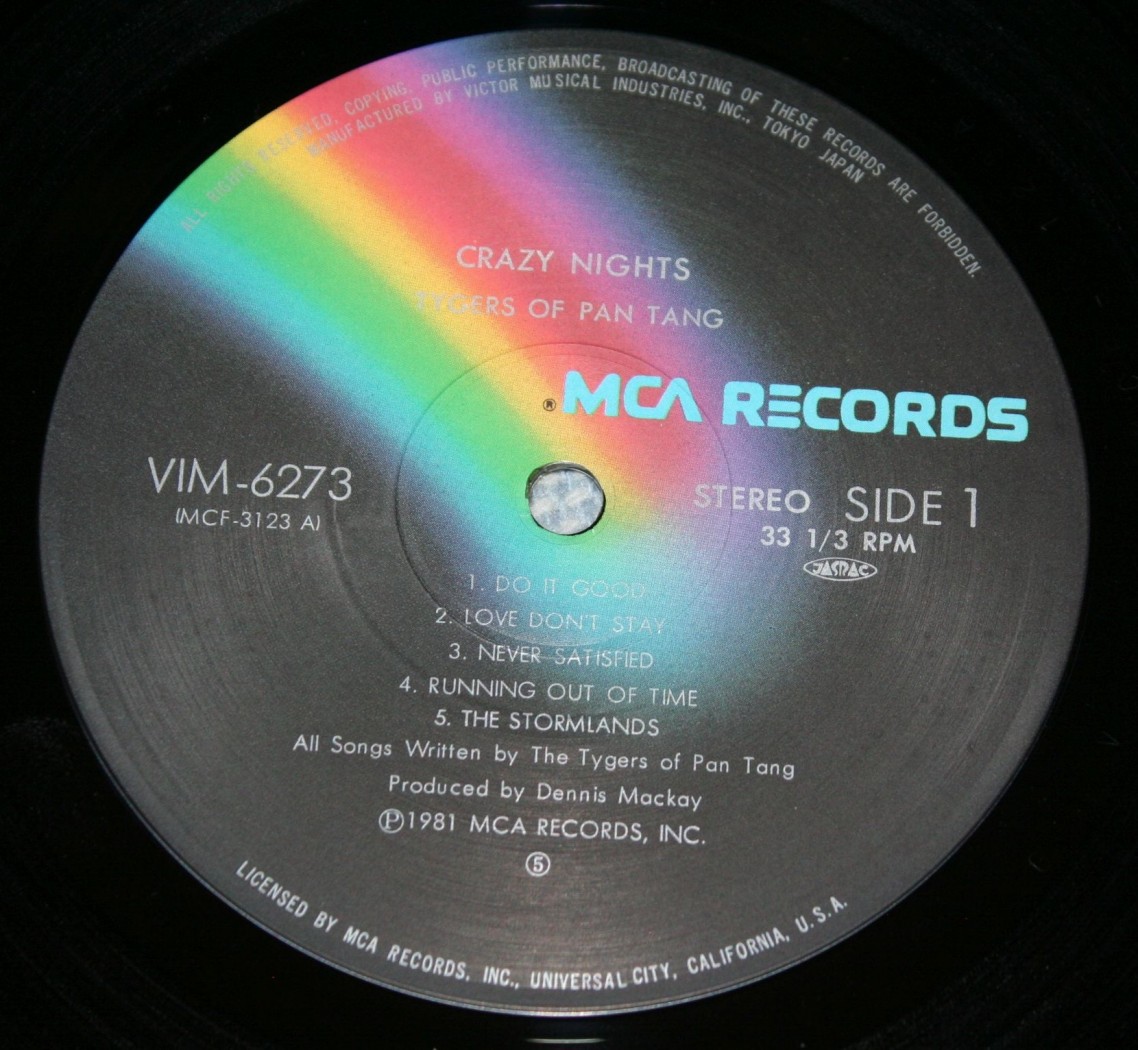 ALL RIGHTS RESERVED. COPYING, PUBLIC PERFORMANCE, BROADCASTING OF THESE RECORDS ARE FORBIDDEN.
MANUFACTURED BY VICTOR MUSICAL INDUSTRIES, INC., TOKYO JAPAN
CRAZY NIGHTS
TYGERS OF PAN TANG
® MCA RECORDS
VIM-6273
(MCF-3123 A)
STEREO SIDE 1
33 1/3 RPM
JASRAC
1. DO IT GOOD
2. LOVE DON'T STAY
3. NEVER SATISFIED
4. RUNNING OUT OF TIME
5. THE STORMLANDS
All Songs Written by The Tygers of Pan Tang
Produced by Dennis Mackay
℗1981 MCA RECORDS, INC.
⑤
LICENSED BY MCA RECORDS, INC., UNIVERSAL CITY, CALIFORNIA, U.S.A.